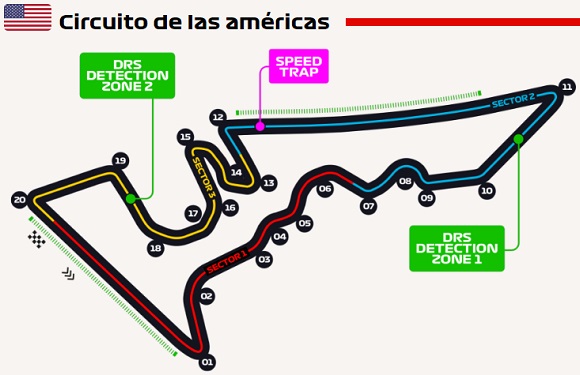 Circuito de las américas
DRS
DETECTION
ZONE 2
SPEED
TRAP
11
SECTOR 2
12
15
19
14
13
SECTOR 3
06
08
20
16
17
07
09
10
05
04
18
03
SECTOR 1
DRS
DETECTION
ZONE 1
02
01